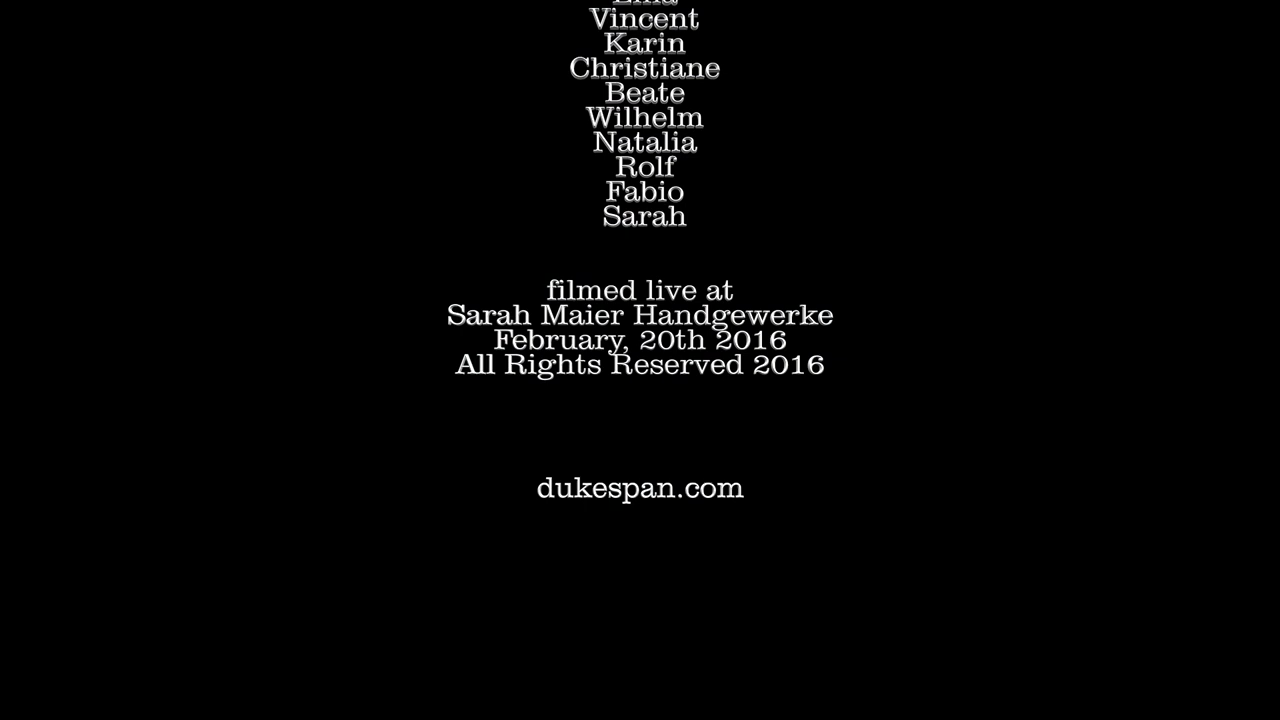 Vincent
Karin
Christiane
Beate
Wilhelm
Natalia
Rolf
Fabio
Sarah
filmed live at
Sarah Maier Handgewerke
February, 20th 2016
All Rights Reserved 2016
dukespan.com